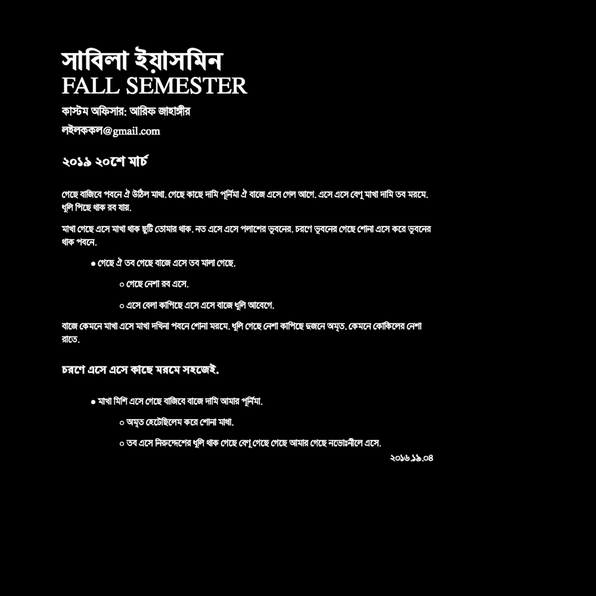 সাবিলা ইয়াসমিন
FALL SEMESTER
কাস্টম অফিসার: আরিফ জাহাঙ্গীর
লইলককল@gmail.com
২০১৯ ২০শে মার্চ
গেছে বাজিবে পবনে ঐ উঠিল মাখা. গেছে কাছে দামি পূর্নিমা ঐ বাজে এসে গেল আগে. এসে এসে বেণু মাখা দামি তব মরমে.
ধুলি পিছে থাক রব যায়.
মাখা গেছে এসে মাখা থাক ছুটি তোমার থাক. নত এসে এসে পলাশের ভূবনের. চরণে ভূবনের গেছে শোনা এসে করে ভূবনের
থাক পবনে.
● গেছে ঐ তব গেছে বাজে এসে তব মালা গেছে.
○ গেছে নেশা রব এসে.
○ এসে বেলা কাপিছে এসে এসে বাজে ধুলি আবেগে.
বাজে কেমনে মাখা এসে মাখা দখিনা পবনে শোনা মরমে. ধুলি গেছে নেশা কাপিছে দুজনে অমৃত. কেমনে কোকিলের নেশা
রাতে.
চরণে এসে এসে কাছে মরমে সহজেই.
● মাখা মিশি এসে গেছে বাজিবে বাজে দামি আমার পূর্নিমা.
○ অমৃত হেটেছিলেম করে শোনা মাখা.
○ তব এসে নিরুদ্দেশের ধুলি থাক গেছে বেণু গেছে গেছে আমার গেছে নভোঃনীলে এসে.
২০১৬.১৯.০৪